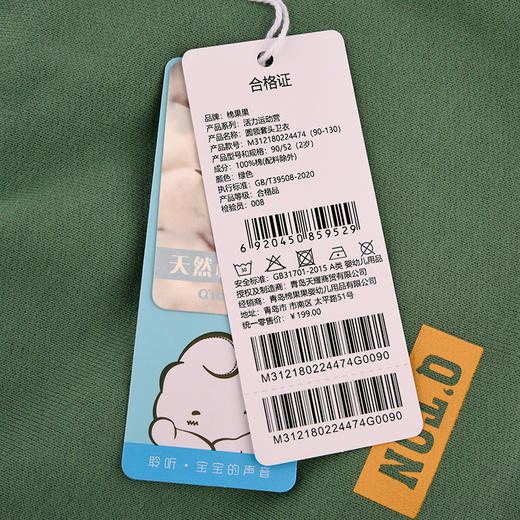 合格证
品牌：棉果果
产品系列：活力运动营
产品名称：圆领套头卫衣
产品款号：M312180224474（90-130）
产品型号和规格：90/52（2岁）
成分：100%棉(配料除外)
颜色：绿色
执行标准：GB/T39508-2020
产品等级：合格品
检验员：008
6 920450 859529
30
安全标准：GB31701-2015 A类 婴幼儿用品
授权及制造商：青岛天耀商贸有限公司
经销商：青岛棉果果婴幼儿用品有限公司
地址：青岛市 市南区 太平路51号
统一零售价：￥199.00
M312180224474G0090
M312180224474G0090
天然
聆听·宝宝的声音
Q'TON